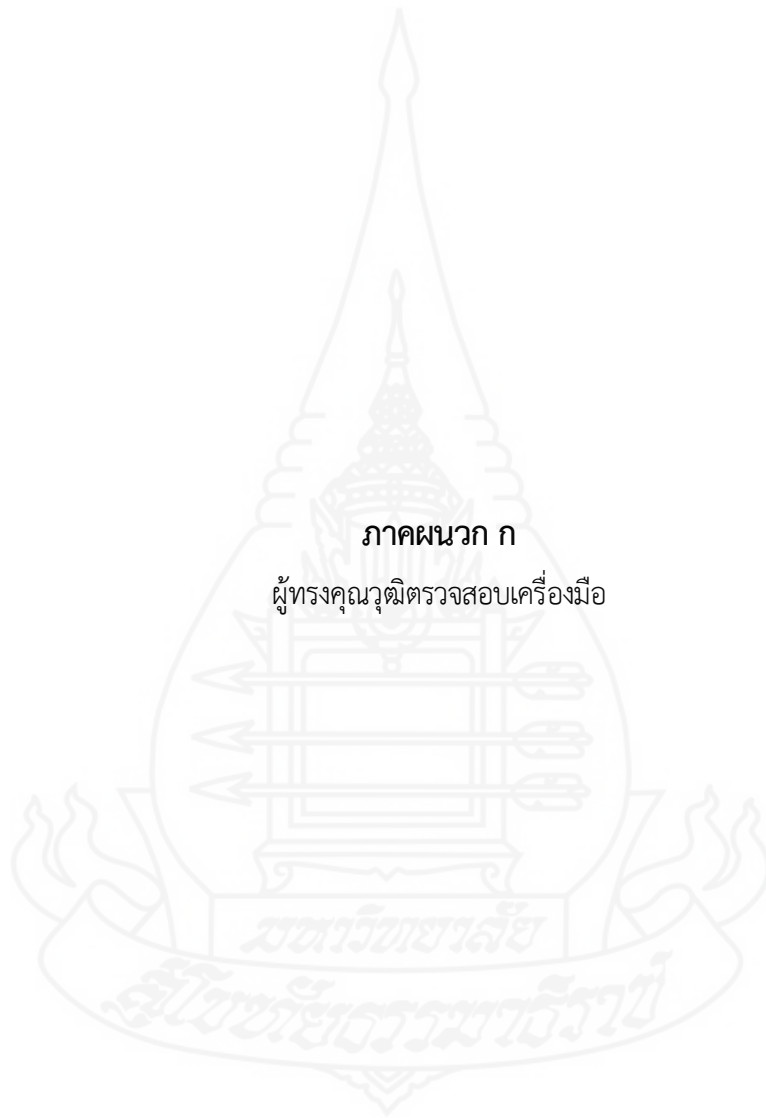 ภาคผนวก ก
ผู้ทรงคุณวุฒิตรวจสอบเครื่องมือ
มหาวิทยาลัย
สุโขทัยธรรมาธิราช